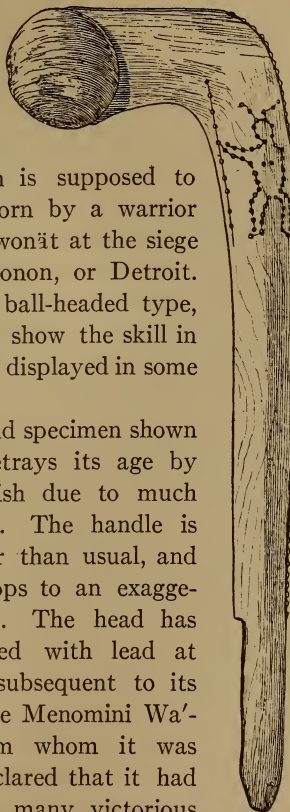 is supposed to
orn by a warrior
wonăt at the siege
onon, or Detroit.
ball-headed type,
show the skill in
displayed in some
d specimen shown
trays its age by
ish due to much
. The handle is
r than usual, and
ops to an exagge-
. The head has
ed with lead at
subsequent to its
e Menomini Wa'-
m whom it was
clared that it had
many victorious